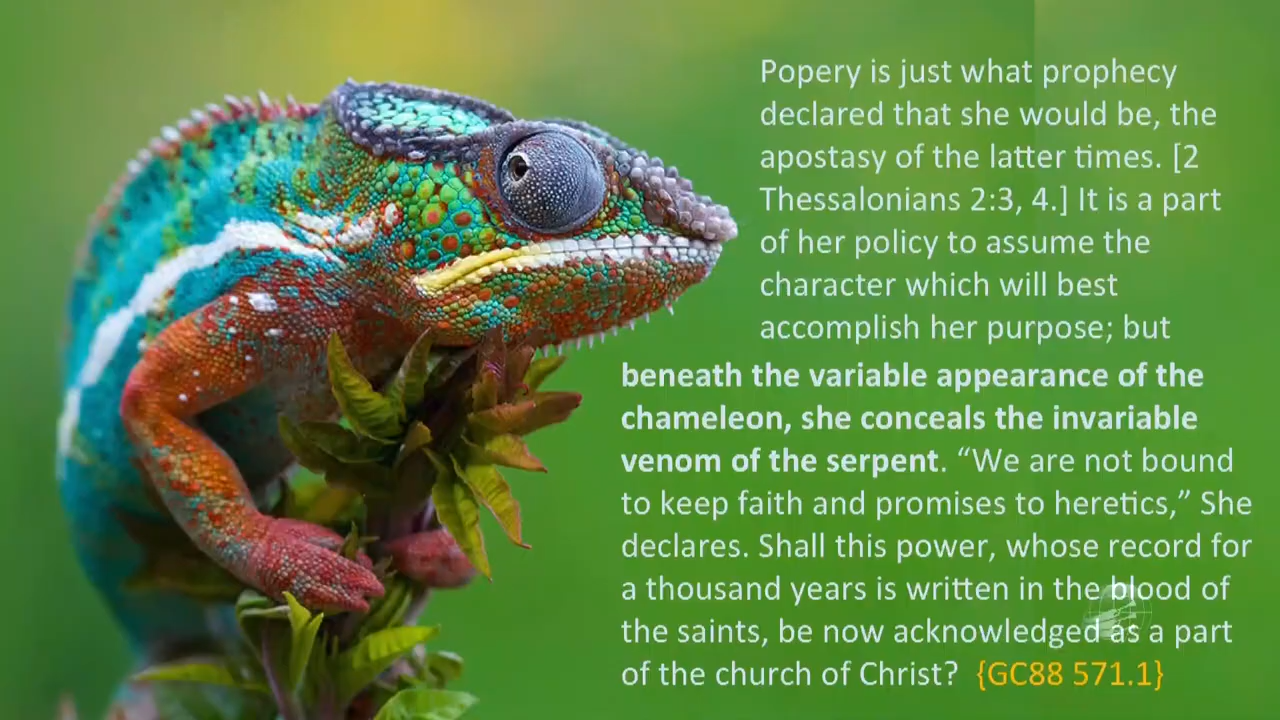 Popery is just what prophecy
declared that she would be, the
apostasy of the latter times. [2
Thessalonians 2:3, 4.] It is a part
of her policy to assume the
character which will best
accomplish her purpose; but
beneath the variable appearance of the
chameleon, she conceals the invariable
venom of the serpent. “We are not bound
to keep faith and promises to heretics,” She
declares. Shall this power, whose record for
a thousand years is written in the blood of
the saints, be now acknowledged as a part
of the church of Christ? {GC88 571.1}